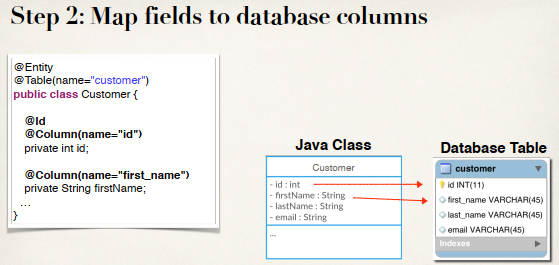 Step 2: Map fields to database columns
@Entity
@Table(name="customer")
public class Customer {
@Id
@Column(name="id")
private int id;
@Column(name="first_name")
private String firstName;
...
}
Java Class
Customer
- id : int
- firstName : String
- lastName : String
- email : String
...
Database Table
customer
id INT(11)
first_name VARCHAR(45)
last_name VARCHAR(45)
email VARCHAR(45)
Indexes